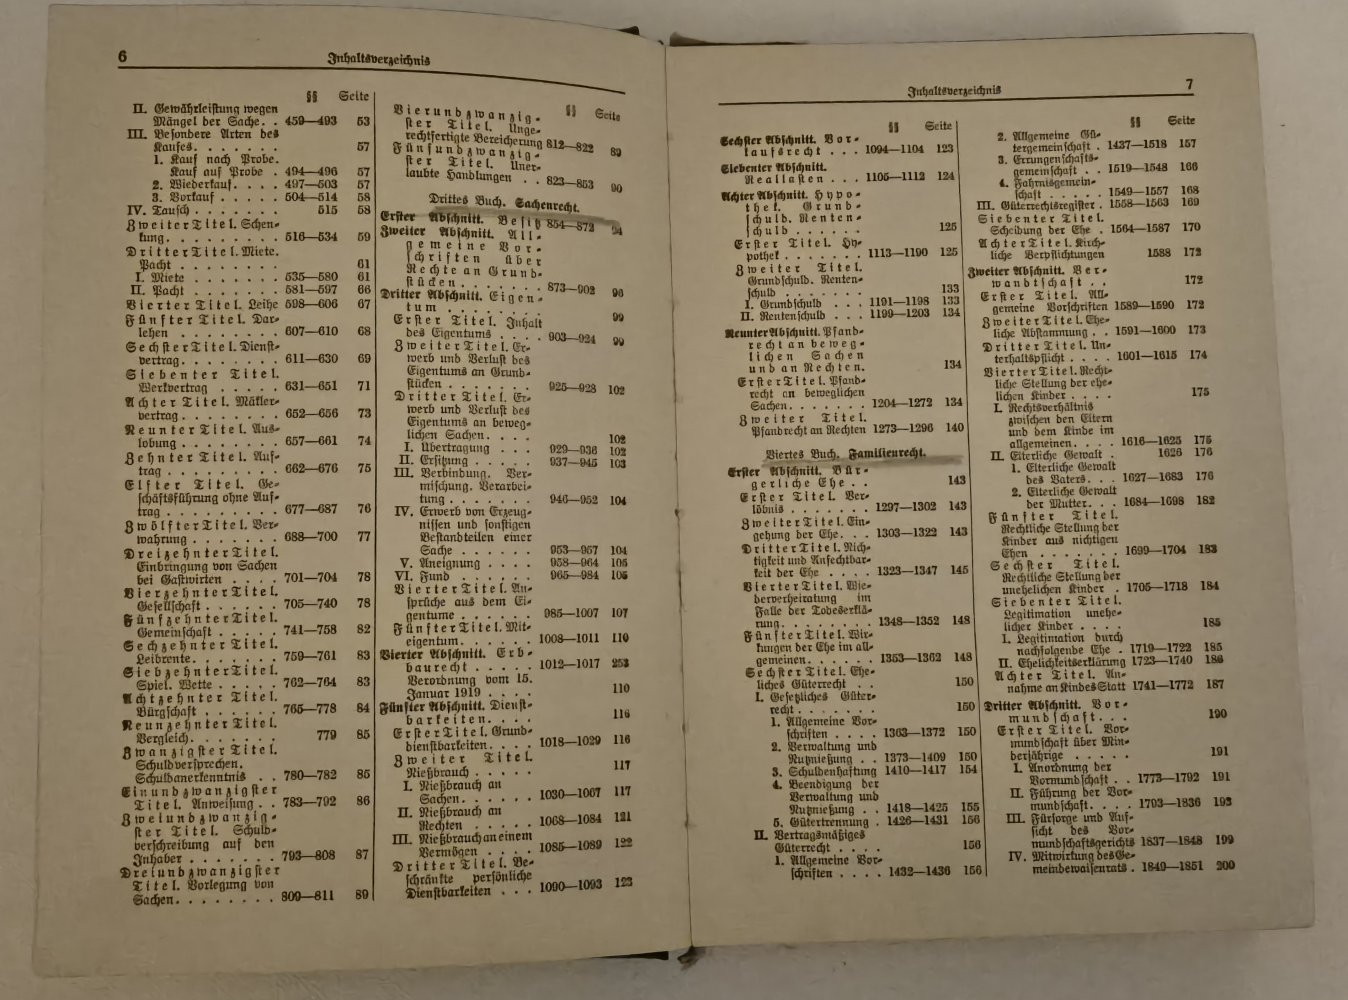 6
Inhaltsverzeichnis
§§ Seite
II. Gewährleistung wegen
Mängel der Sache. . 459—493 53
III. Besondere Arten des
Kaufes. . . . . . . 57
1. Kauf nach Probe.
Kauf auf Probe . 494—496 57
2. Wiederkauf. . . . 497—503 57
3. Vorkauf . . . . . 504—514 58
IV. Tausch . . . . . . . 515 58
Zweiter Titel. Schen-
kung. . . . . . . . . 516—534 59
Dritter Titel. Miete.
Pacht . . . . . . . . 61
I. Miete . . . . . . . 535—580 61
II. Pacht . . . . . . . 581—597 66
Vierter Titel. Leihe 598—606 67
Fünfter Titel. Dar-
lehen . . . . . . . . 607—610 68
Sechster Titel. Dienst-
vertrag. . . . . . . . 611—630 69
Siebenter Titel.
Werkvertrag . . . . . 631—651 71
Achter Titel. Mäkler-
vertrag. . . . . . . . 652—656 73
Neunter Titel. Aus-
lobung . . . . . . . . 657—661 74
Zehnter Titel. Auf-
trag . . . . . . . . . 662—676 75
Elfter Titel. Ge-
schäftsführung ohne Auf-
trag . . . . . . . . . 677—687 76
Zwölfter Titel. Ver-
wahrung . . . . . . . 688—700 77
Dreizehnter Titel.
Einbringung von Sachen
bei Gastwirten . . . . 701—704 78
Vierzehnter Titel.
Gesellschaft . . . . . . 705—740 78
Fünfzehnter Titel.
Gemeinschaft . . . . . 741—758 82
Sechzehnter Titel.
Leibrente. . . . . . . 759—761 83
Siebzehnter Titel.
Spiel. Wette . . . . . 762—764 83
Achtzehnter Titel.
Bürgschaft . . . . . . 765—778 84
Neunzehnter Titel.
Vergleich. . . . . . . 779 85
Zwanzigster Titel.
Schuldversprechen.
Schuldanerkenntnis . . 780—782 85
Einundzwanzigster
Titel. Anweisung . . 783—792 86
Zweiundzwanzig-
ster Titel. Schuld-
verschreibung auf den
Inhaber . . . . . . . 793—808 87
Dreiundzwanzigster
Titel. Vorlegung von
Sachen. . . . . . . . 809—811 89
§§ Seite
Vierundzwanzig-
ster Titel. Unge-
rechtfertigte Bereicherung 812—822 89
Fünfundzwanzig-
ster Titel. Uner-
laubte Handlungen . . 823—853 90
Drittes Buch. Sachenrecht.
Erster Abschnitt. Besitz 854—872 94
Zweiter Abschnitt. All-
gemeine Vor-
schriften über
Rechte an Grund-
stücken . . . . . . . 873—902 96
Dritter Abschnitt. Eigen-
tum . . . . . . . . 99
Erster Titel. Inhalt
des Eigentums . . . . 903—924 99
Zweiter Titel. Er-
werb und Verlust des
Eigentums an Grund-
stücken . . . . . . . 925—928 102
Dritter Titel. Er-
werb und Verlust des
Eigentums an beweg-
lichen Sachen. . . . 102
I. Übertragung . . . 929—936 102
II. Ersitzung . . . . . 937—945 103
III. Verbindung. Ver-
mischung. Verarbei-
tung . . . . . . . 946—952 104
IV. Erwerb von Erzeug-
nissen und sonstigen
Bestandteilen einer
Sache . . . . . . 953—957 104
V. Aneignung . . . . 958—964 105
VI. Fund . . . . . . 965—984 105
Vierter Titel. An-
sprüche aus dem Ei-
gentume . . . . . . 985—1007 107
Fünfter Titel. Mit-
eigentum. . . . . . 1008—1011 110
Vierter Abschnitt. Erb-
baurecht . . . . . 1012—1017 253
Verordnung vom 15.
Januar 1919 . . . . 110
Fünfter Abschnitt. Dienst-
barkeiten. . . . . 116
Erster Titel. Grund-
dienstbarkeiten. . . . 1018—1029 116
Zweiter Titel.
Nießbrauch . . . . . 117
I. Nießbrauch an
Sachen. . . . . . 1030—1067 117
II. Nießbrauch an
Rechten . . . . . 1068—1084 121
III. Nießbrauch an einem
Vermögen . . . . 1085—1089 122
Dritter Titel. Be-
schränkte persönliche
Dienstbarkeiten . . . 1090—1093 123
Inhaltsverzeichnis
7
§§ Seite
Sechster Abschnitt. Vor-
kaufsrecht . . . 1094—1104 123
Siebenter Abschnitt.
Reallasten . . . 1105—1112 124
Achter Abschnitt. Hypo-
thek. Grund-
schuld. Renten-
schuld . . . . . . 125
Erster Titel. Hy-
pothek . . . . . . . 1113—1190 125
Zweiter Titel.
Grundschuld. Renten-
schuld . . . . . . . 133
I. Grundschuld . . . 1191—1198 133
II. Rentenschuld . . . 1199—1203 134
Neunter Abschnitt. Pfand-
recht an beweg-
lichen Sachen
und an Rechten. 134
Erster Titel. Pfand-
recht an beweglichen
Sachen. . . . . . . 1204—1272 134
Zweiter Titel.
Pfandrecht an Rechten 1273—1296 140
Viertes Buch. Familienrecht.
Erster Abschnitt. Bür-
gerliche Ehe . . 143
Erster Titel. Ver-
löbnis . . . . . . . 1297—1302 143
Zweiter Titel. Ein-
gehung der Ehe. . . 1303—1322 143
Dritter Titel. Nich-
tigkeit und Anfechtbar-
keit der Ehe . . . . 1323—1347 145
Vierter Titel. Wie-
derverheiratung im
Falle der Todeserklä-
rung. . . . . . . . 1348—1352 148
Fünfter Titel. Wir-
kungen der Ehe im all-
gemeinen. . . . . . 1353—1362 148
Sechster Titel. Ehe-
liches Güterrecht . . 150
I. Gesetzliches Güter-
recht . . . . . . . 150
1. Allgemeine Vor-
schriften . . . . 1363—1372 150
2. Verwaltung und
Nutznießung . . 1373—1409 150
3. Schuldenhaftung 1410—1417 154
4. Beendigung der
Verwaltung und
Nutznießung . . 1418—1425 155
5. Gütertrennung . 1426—1431 156
II. Vertragsmäßiges
Güterrecht . . . . 156
1. Allgemeine Vor-
schriften . . . . 1432—1436 156
§§ Seite
2. Allgemeine Gü-
tergemeinschaft . 1437—1518 157
3. Errungenschafts-
gemeinschaft . . 1519—1548 166
4. Fahrnisgemein-
schaft . . . . . 1549—1557 168
III. Güterrechtsregister . 1558—1563 169
Siebenter Titel.
Scheidung der Ehe . 1564—1587 170
Achter Titel. Kirch-
liche Verpflichtungen 1588 172
Zweiter Abschnitt. Ver-
wandtschaft . . 172
Erster Titel. All-
gemeine Vorschriften 1589—1590 172
Zweiter Titel. Ehe-
liche Abstammung . . 1591—1600 173
Dritter Titel. Un-
terhaltspflicht . . . . 1601—1615 174
Vierter Titel. Recht-
liche Stellung der ehe-
lichen Kinder . . . . 175
I. Rechtsverhältnis
zwischen den Eltern
und dem Kinde im
allgemeinen. . . . 1616—1625 175
II. Elterliche Gewalt . 1626 176
1. Elterliche Gewalt
des Vaters. . . 1627—1683 176
2. Elterliche Gewalt
der Mutter. . . 1684—1698 182
Fünfter Titel.
Rechtliche Stellung der
Kinder aus nichtigen
Ehen . . . . . . . 1699—1704 183
Sechster Titel.
Rechtliche Stellung der
unehelichen Kinder . 1705—1718 184
Siebenter Titel.
Legitimation unehe-
licher Kinder . . . . 185
I. Legitimation durch
nachfolgende Ehe . 1719—1722 185
II. Ehelichkeitserklärung 1723—1740 186
Achter Titel. An-
nahme an Kindes Statt 1741—1772 187
Dritter Abschnitt. Vor-
mundschaft. . . 190
Erster Titel. Vor-
mundschaft über Min-
derjährige . . . . . 191
I. Anordnung der
Vormundschaft . . 1773—1792 191
II. Führung der Vor-
mundschaft. . . . 1793—1836 193
III. Fürsorge und Auf-
sicht des Vor-
mundschaftsgerichts 1837—1848 199
IV. Mitwirkung des Ge-
meindewaisenrats . 1849—1851 200